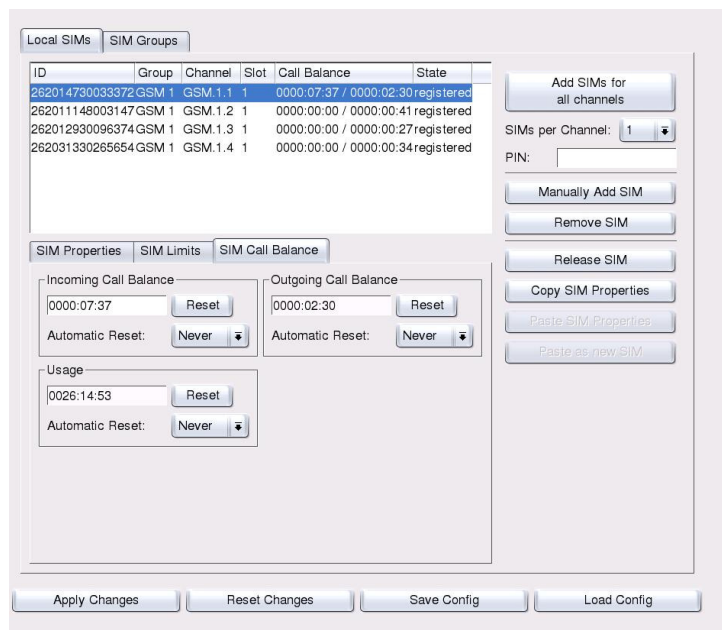 Local SIMs SIM Groups
ID Group Channel Slot Call Balance State
262014730033372 GSM 1 GSM.1.1 1 0000:07:37 / 0000:02:30 registered
262011148003147 GSM 1 GSM.1.2 1 0000:00:00 / 0000:00:41 registered
262012930096374 GSM 1 GSM.1.3 1 0000:00:00 / 0000:00:27 registered
262031330265654 GSM 1 GSM.1.4 1 0000:00:00 / 0000:00:34 registered
Add SIMs for
all channels
SIMs per Channel: 1
PIN:
Manually Add SIM
Remove SIM
Release SIM
Copy SIM Properties
Paste SIM Properties
Paste as new SIM
SIM Properties SIM Limits SIM Call Balance
Incoming Call Balance
0000:07:37 Reset
Automatic Reset: Never
Outgoing Call Balance
0000:02:30 Reset
Automatic Reset: Never
Usage
0026:14:53 Reset
Automatic Reset: Never
Apply Changes Reset Changes Save Config Load Config